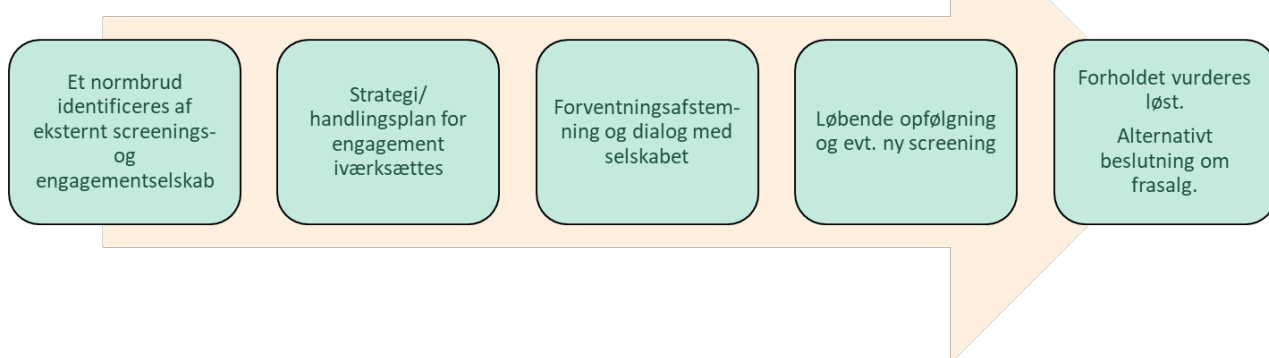 Et normbrud
identificeres af
eksternt screenings-
og
engagementselskab
Strategi/
handlingsplan for
engagement
iværksættes
Forventningsafstem-
ning og dialog med
selskabet
Løbende opfølgning
og evt. ny screening
Forholdet vurderes
løst.
Alternativt
beslutning om
frasalg.